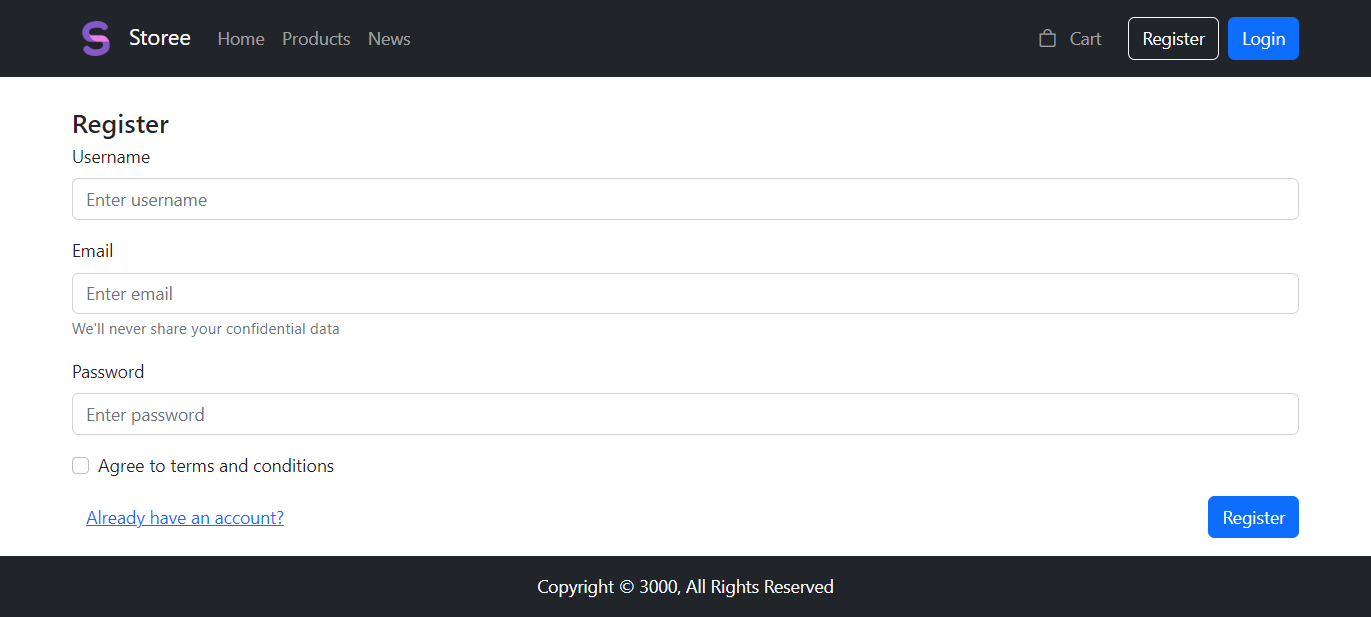 Storee Home Products News Cart Register Login
Register
Username
Enter username
Email
Enter email
We'll never share your confidential data
Password
Enter password
Agree to terms and conditions
Already have an account? Register
Copyright © 3000, All Rights Reserved